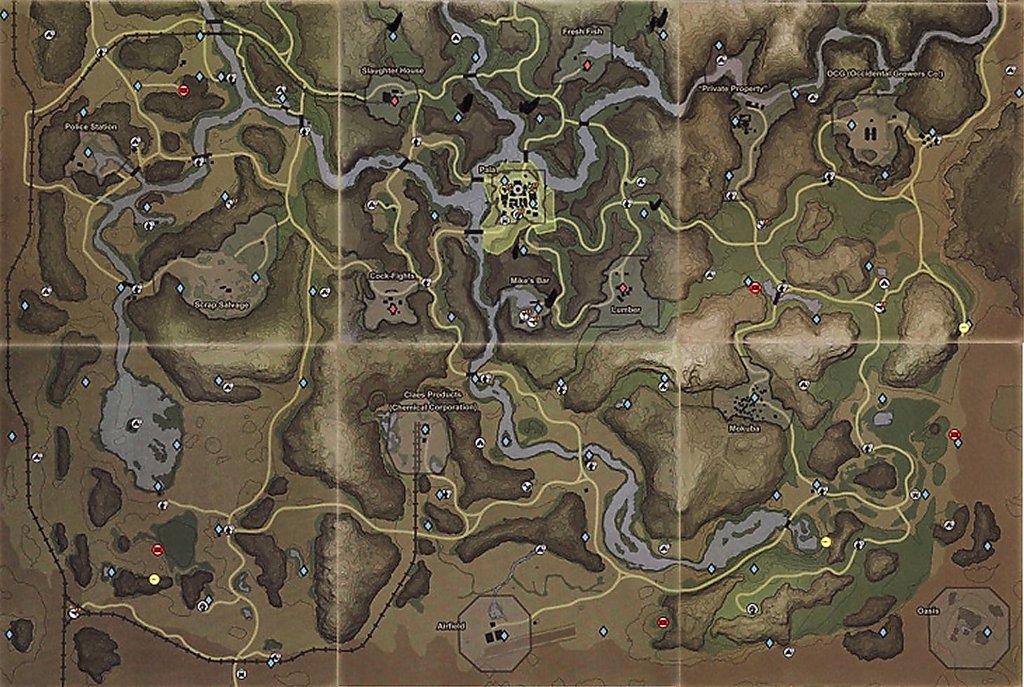 Fresh Fish
Slaughter House
"Private Property"
OCG (Occidental Growers Co.)
Police Station
Pala
Scrap Salvage
Cock-Fights
Mike's Bar
Lumber
Claes Products
(Chemical Corporation)
Mokuba
Airfield
Oasis